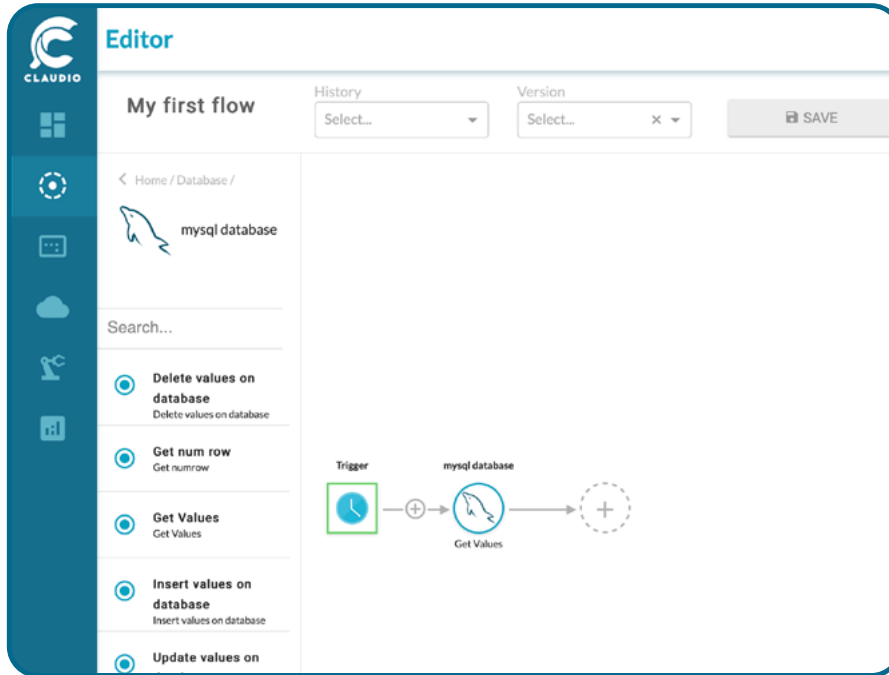 CLAUDIO
Editor
My first flow
History
Select...
Version
Select...
SAVE
Home / Database /
mysql database
Search...
Delete values on
database
Delete values on database
Get num row
Get numrow
Get Values
Get Values
Insert values on
database
Insert values on database
Update values on
Trigger
mysql database
Get Values